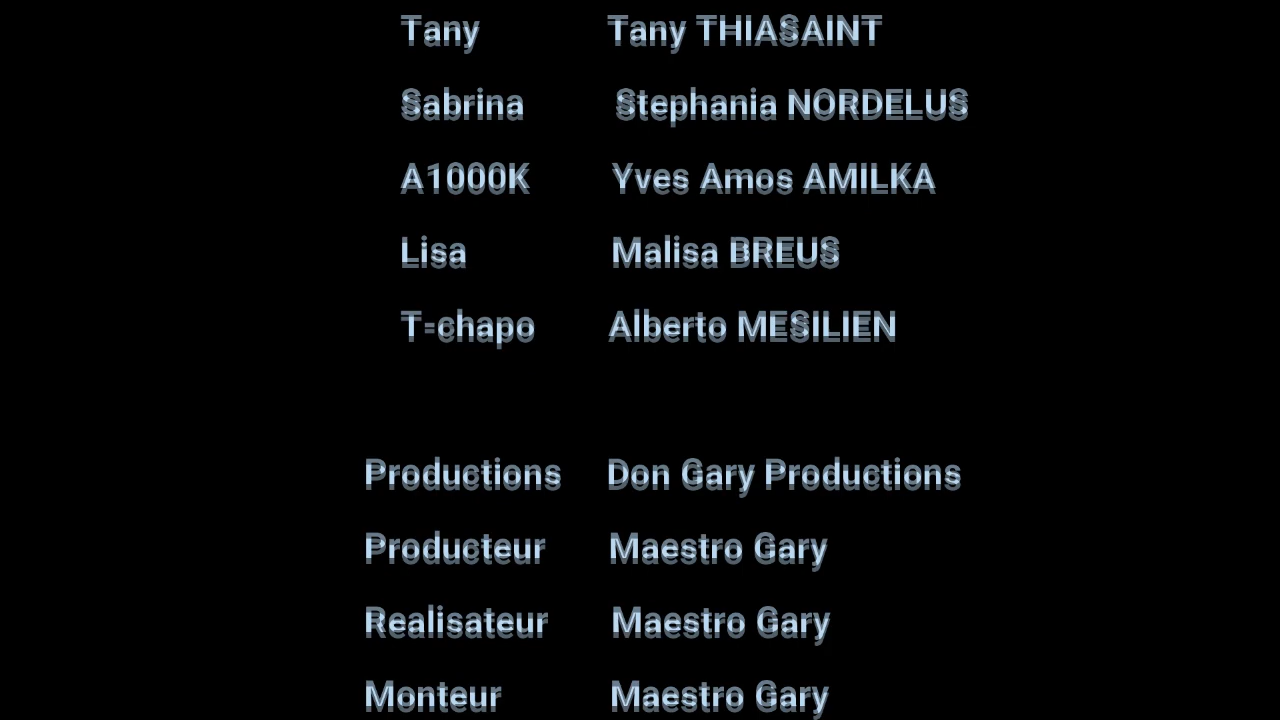 Tany Tany THIASAINT
Sabrina Stephania NORDELUS
A1000K Yves Amos AMILKA
Lisa Malisa BREUS
T-chapo Alberto MESILIEN
Productions Don Gary Productions
Producteur Maestro Gary
Realisateur Maestro Gary
Monteur Maestro Gary